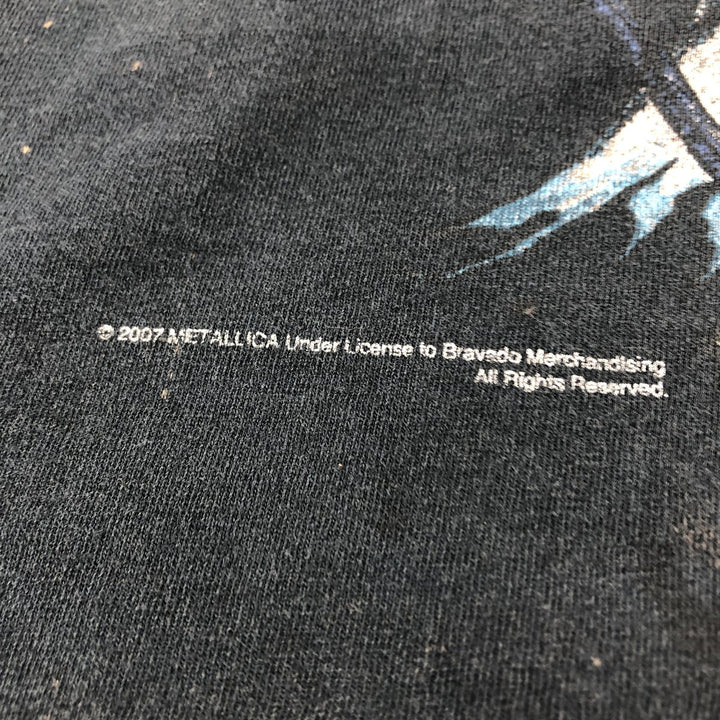 © 2007 METALLICA Under License to Bravado Merchandising
All Rights Reserved.